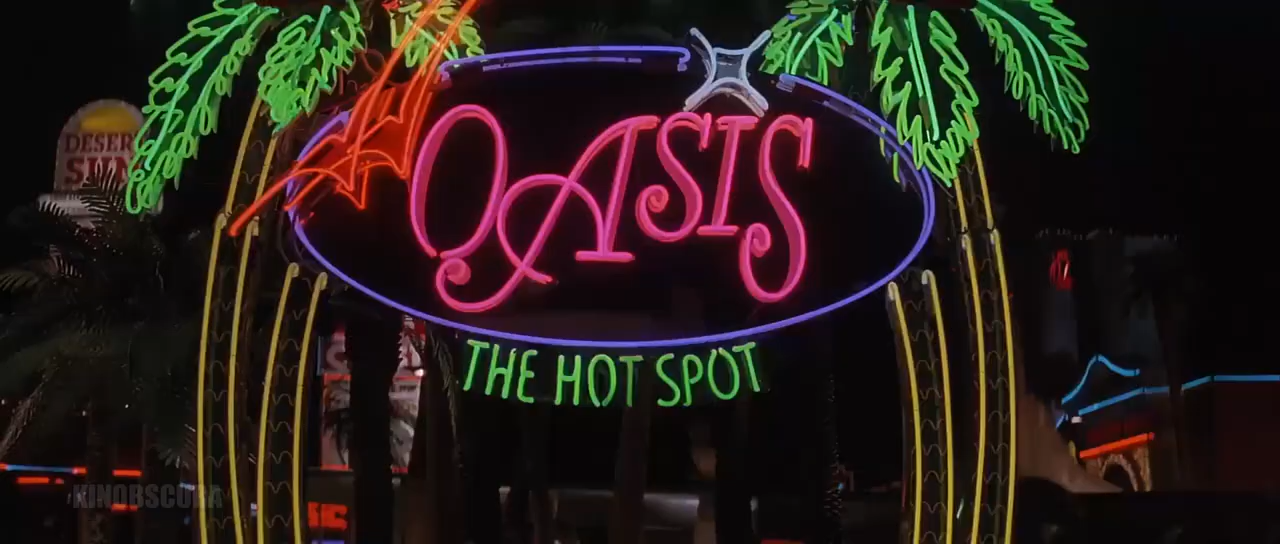 DESERT
SUN
OASIS
THE HOT SPOT
KINOBSCURA